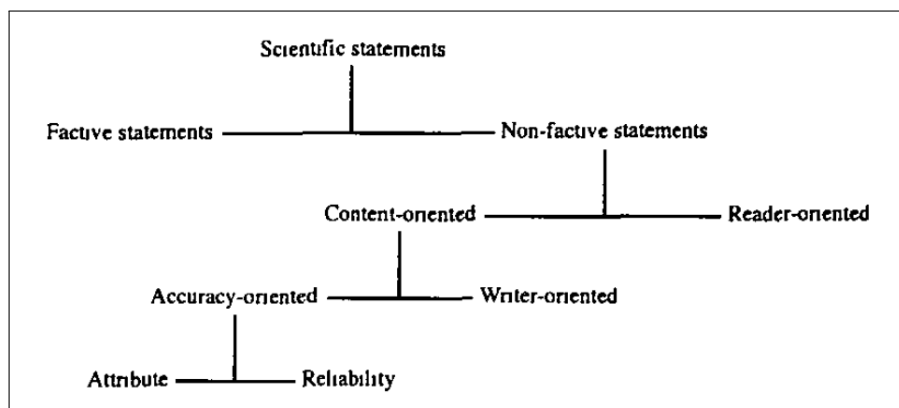 Scientific statements
Factive statements Non-factive statements
Content-oriented Reader-oriented
Accuracy-oriented Writer-oriented
Attribute Reliability